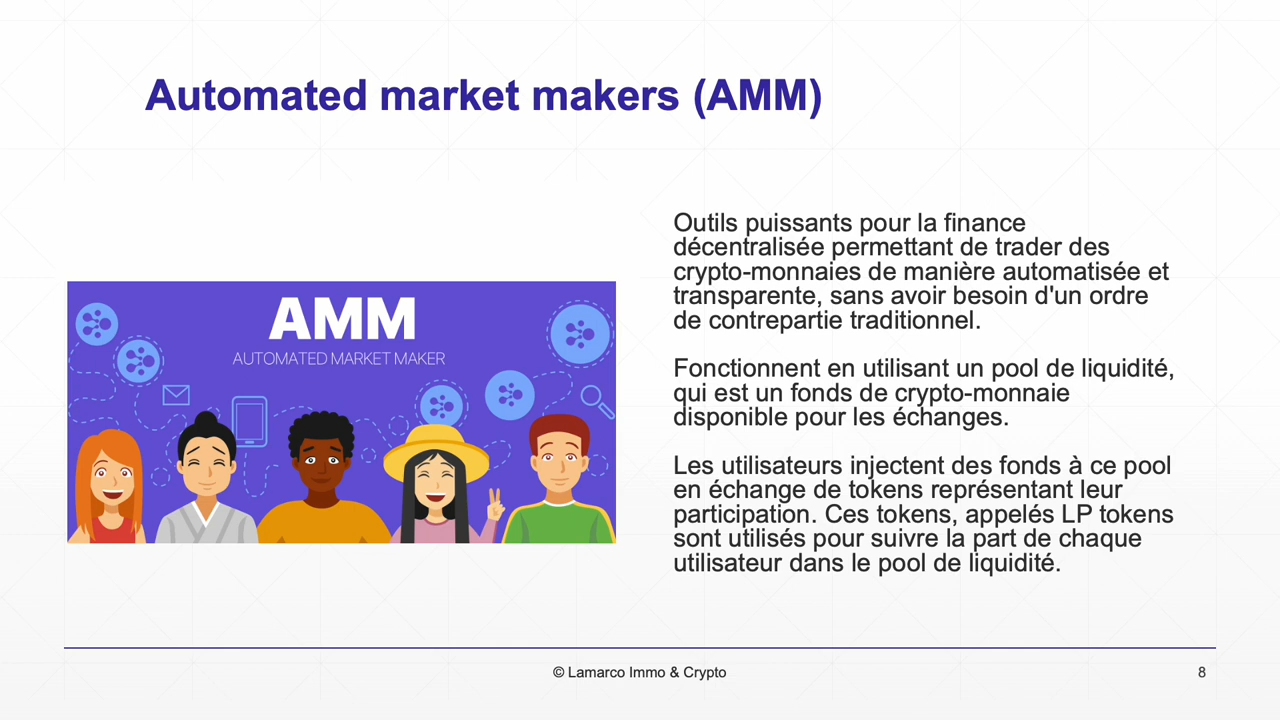 Automated market makers (AMM)
AMM
AUTOMATED MARKET MAKER
Outils puissants pour la finance
décentralisée permettant de trader des
crypto-monnaies de manière automatisée et
transparente, sans avoir besoin d'un ordre
de contrepartie traditionnel.
Fonctionnent en utilisant un pool de liquidité,
qui est un fonds de crypto-monnaie
disponible pour les échanges.
Les utilisateurs injectent des fonds à ce pool
en échange de tokens représentant leur
participation. Ces tokens, appelés LP tokens
sont utilisés pour suivre la part de chaque
utilisateur dans le pool de liquidité.
© Lamarco Immo & Crypto
8